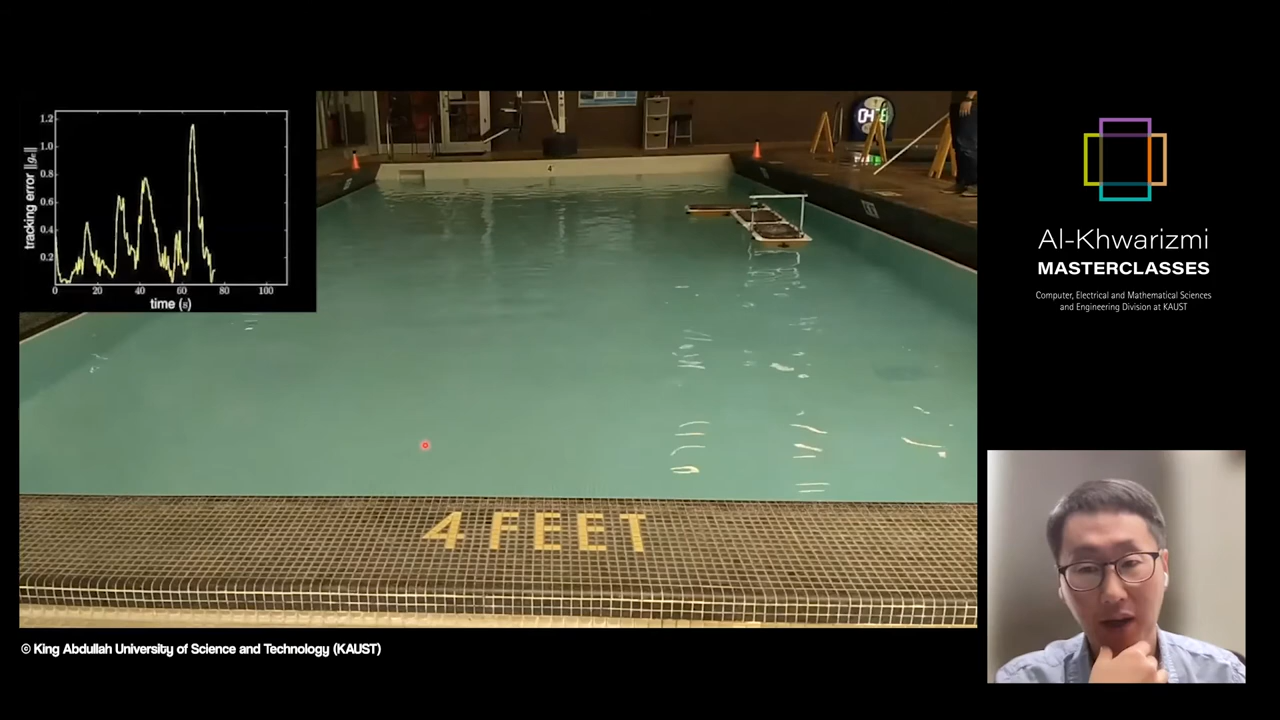 1.2
1.0
0.8
0.6
0.4
0.2
tracking error
0 20 40 60 80 100
time (s)
4
4 FEET
Al-Khwarizmi
MASTERCLASSES
Computer, Electrical and Mathematical Sciences
and Engineering Division at KAUST
© King Abdullah University of Science and Technology (KAUST)